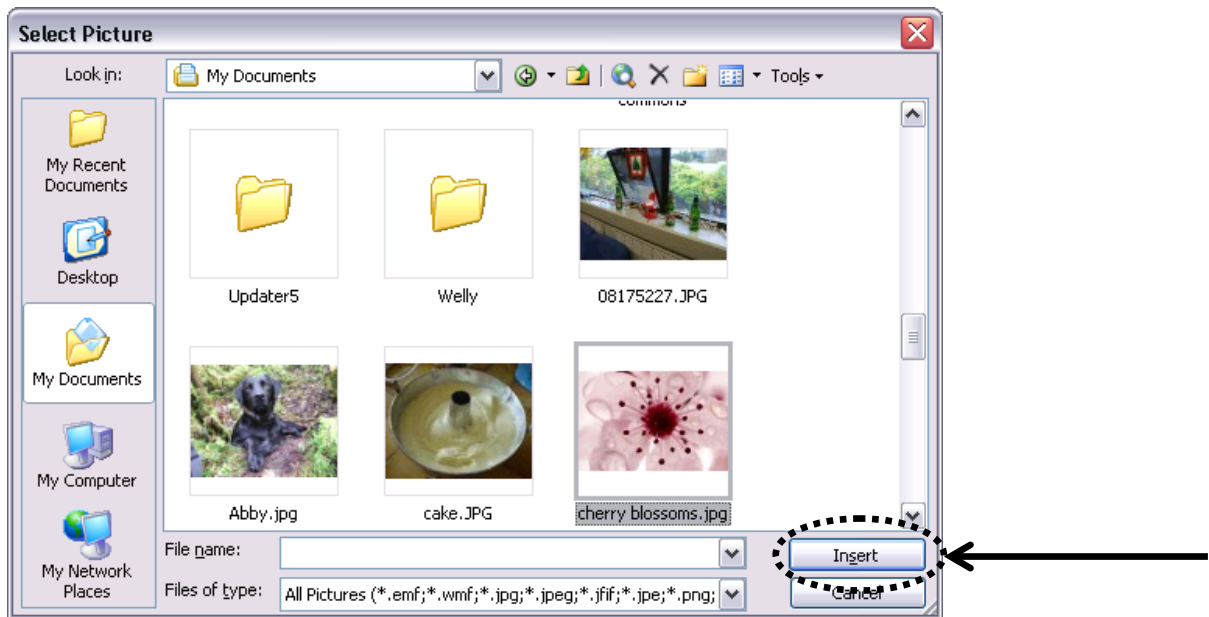 Select Picture
Look in:
My Documents
Tools
commons
My Recent
Documents
Desktop
My Documents
My Computer
My Network
Places
Updater5
Welly
08175227.JPG
Abby.jpg
cake.JPG
cherry blossoms.jpg
File name:
Insert
Files of type:
All Pictures (*.emf;*.wmf;*.jpg;*.jpeg;*.jfif;*.jpe;*.png;
Cancel